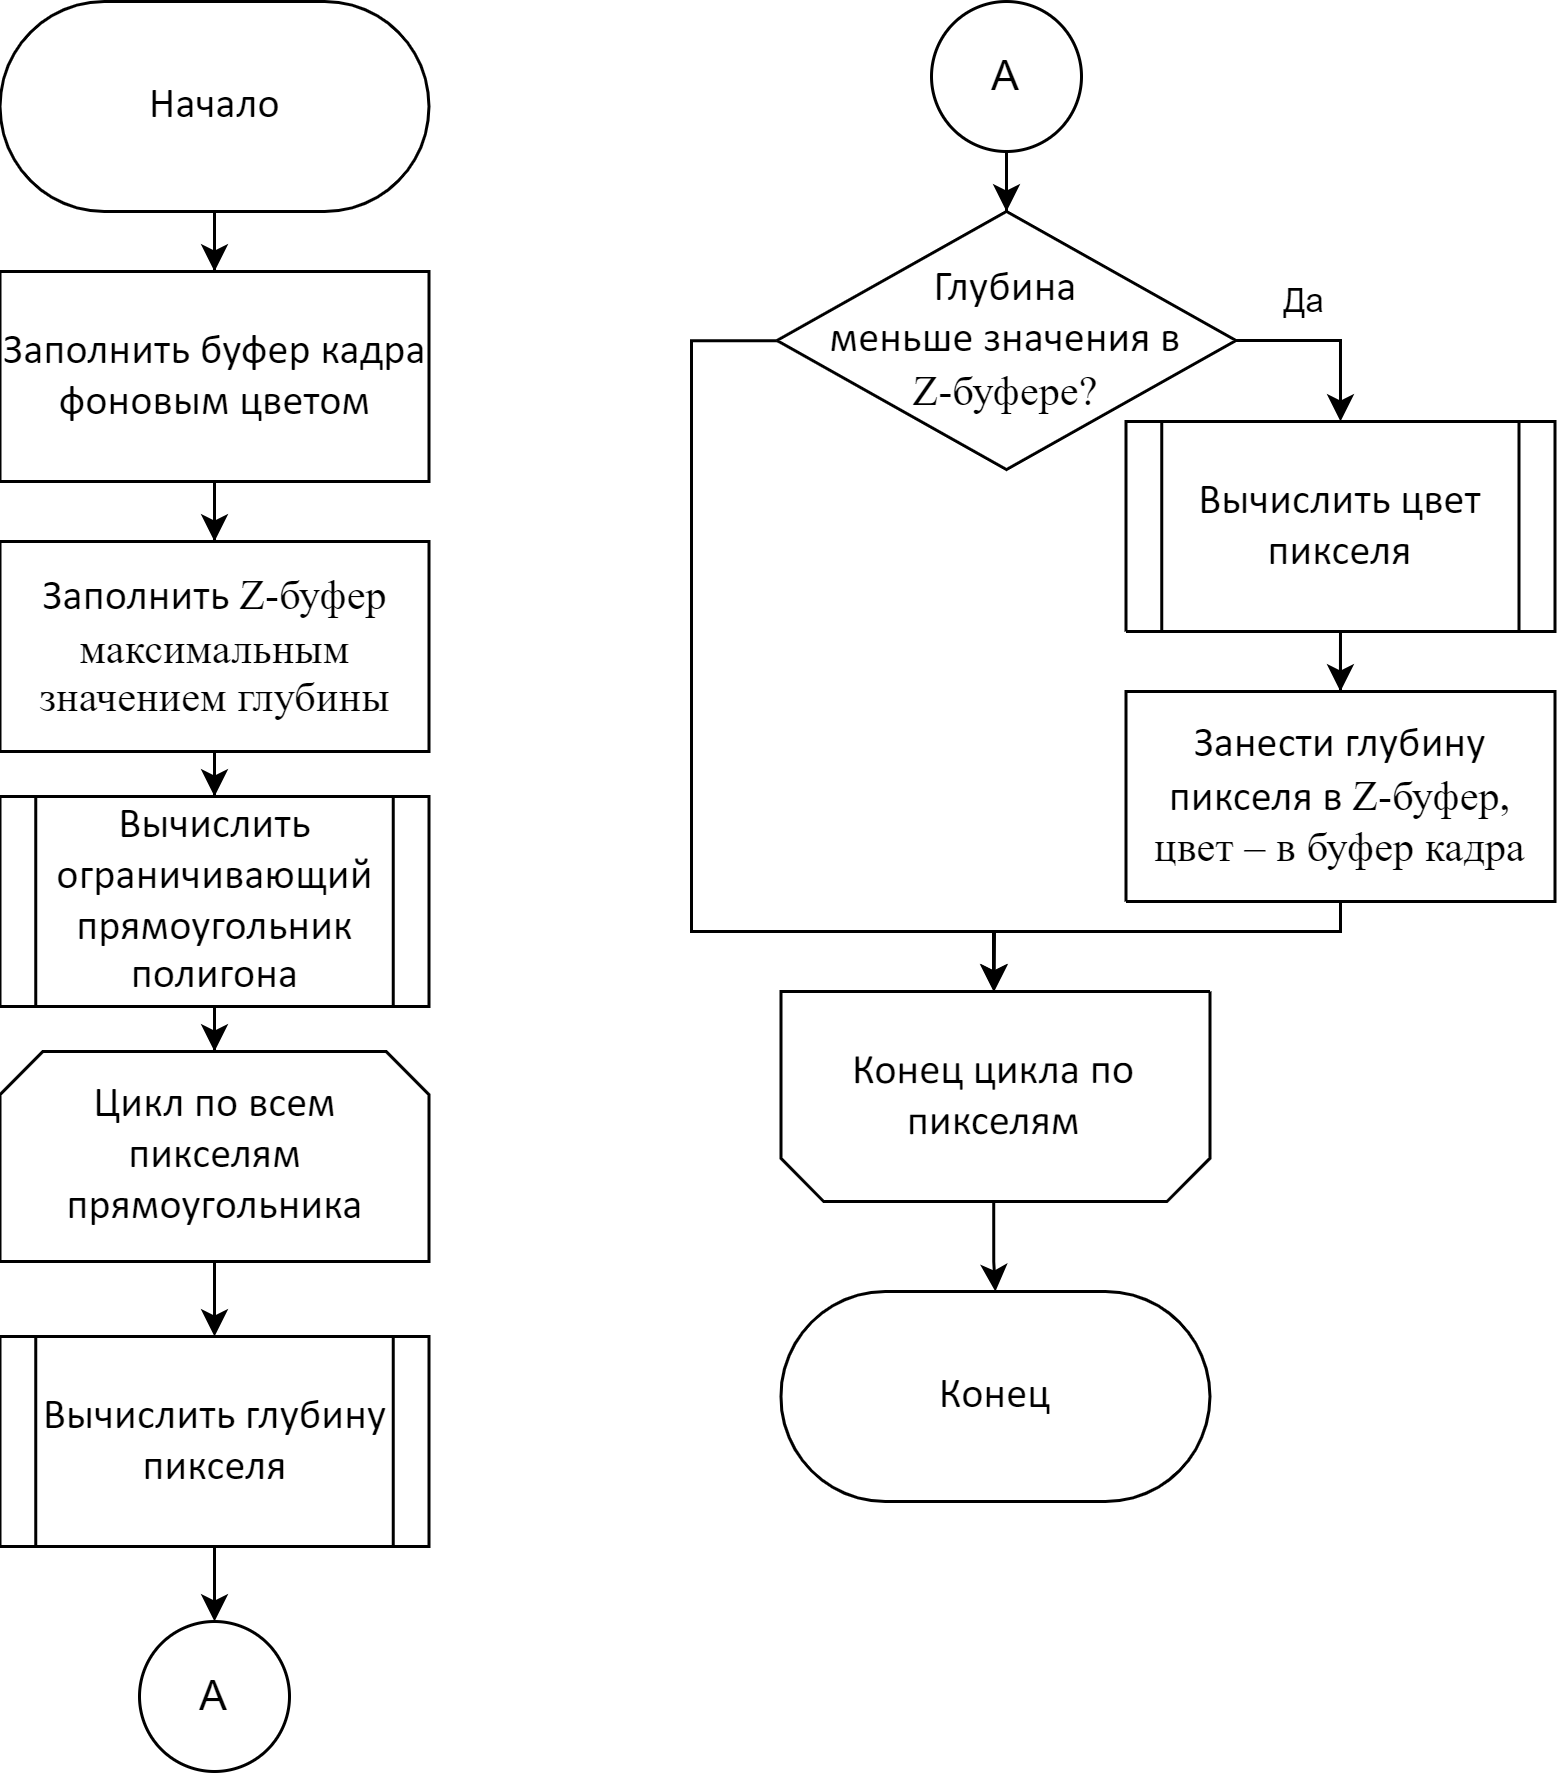 Начало
Заполнить буфер кадра
фоновым цветом
Заполнить Z-буфер
максимальным
значением глубины
Вычислить
ограничивающий
прямоугольник
полигона
Цикл по всем
пикселям
прямоугольника
Вычислить глубину
пикселя
А
А
Глубина
меньше значения в
Z-буфере?
Да
Вычислить цвет
пикселя
Занести глубину
пикселя в Z-буфер,
цвет – в буфер кадра
Конец цикла по
пикселям
Конец